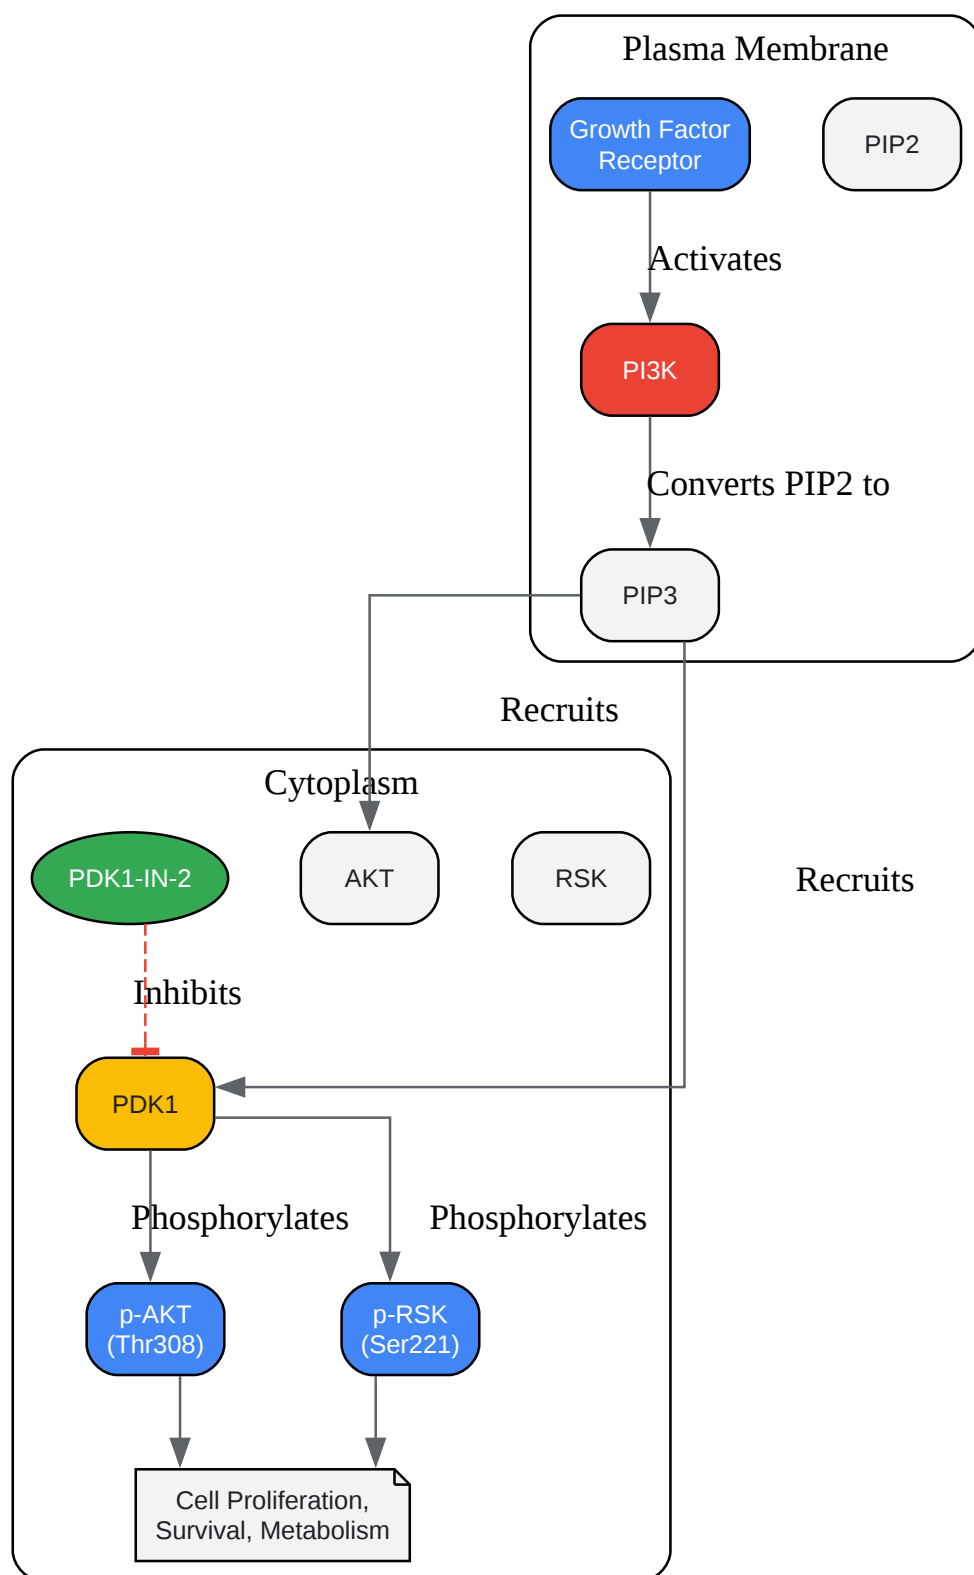 Plasma Membrane
Growth Factor
Receptor
PIP2
Activates
PI3K
Converts PIP2 to
PIP3
Recruits
Cytoplasm
PDK1-IN-2
AKT
RSK
Recruits
Inhibits
PDK1
Phosphorylates
Phosphorylates
p-AKT
(Thr308)
p-RSK
(Ser221)
Cell Proliferation,
Survival, Metabolism